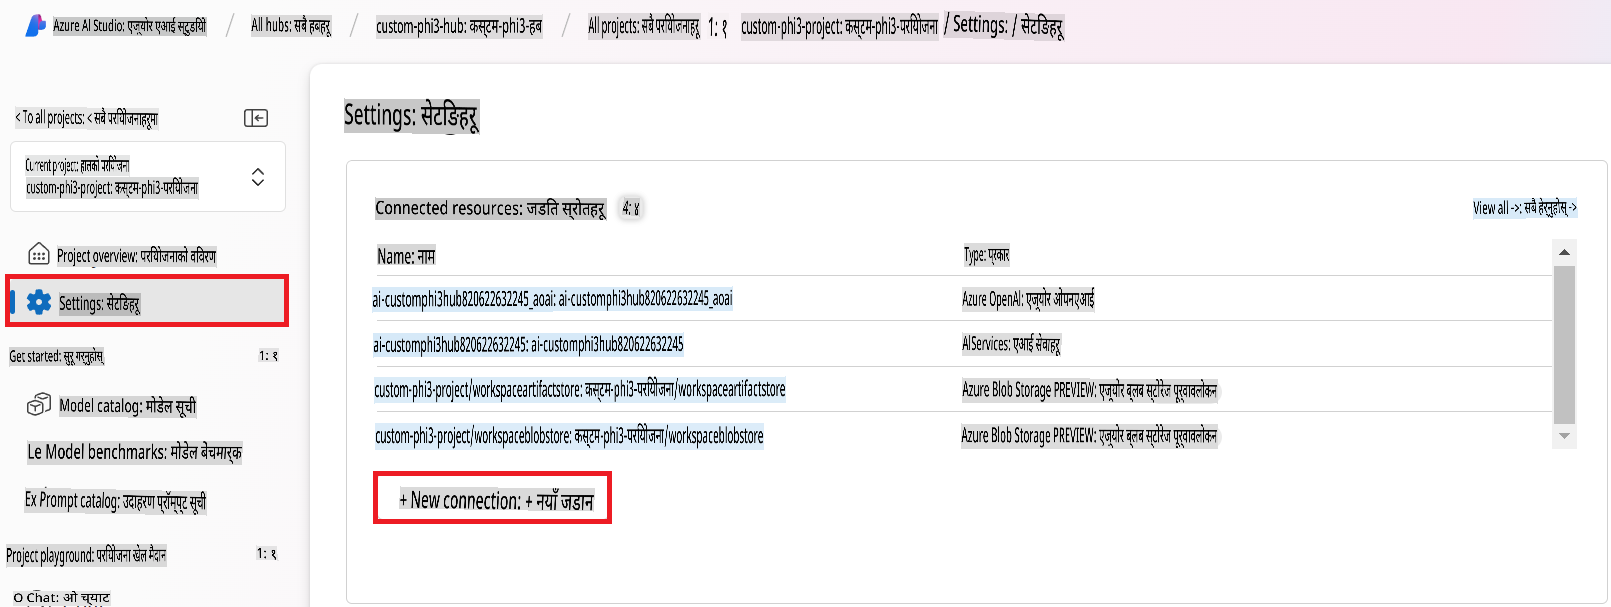 Azure AI Studio: एज्योर एआई स्टुडियो / All hubs: सबै हबहरू / custom-phi3-hub: कस्टम-phi3-हब / All projects: सबै परियोजनाहरू 1: १ custom-phi3-project: कस्टम-phi3-परियोजना / Settings: / सेटिङहरू
< To all projects: < सबै परियोजनाहरूमा
Current project: हालको परियोजना
custom-phi3-project: कस्टम-phi3-परियोजना
Project overview: परियोजनाको विवरण
Settings: सेटिङहरू
Get started: सुरु गर्नुहोस् 1: १
Model catalog: मोडेल सूची
Le Model benchmarks: मोडेल बेचमार्क
Ex Prompt catalog: उदाहरण प्रॉम्प्ट सूची
Project playground: परियोजना खेल मैदान 1: १
O Chat: ओ च्याट
Settings: सेटिङहरू
Connected resources: जडित स्रोतहरू 4: ४
View all ->: सबै हेर्नुहोस् ->
Name: नाम Type: प्रकार
ai-customphi3hub820622632245_aoai: ai-customphi3hub820622632245_aoai Azure OpenAI: एज्योर ओपनएआई
ai-customphi3hub820622632245: ai-customphi3hub820622632245 AIServices: एआई सेवाहरू
custom-phi3-project/workspaceartifactstore: कस्टम-phi3-परियोजना/workspaceartifactstore Azure Blob Storage PREVIEW: एज्योर ब्लब स्टोरेज पूर्वावलोकन
custom-phi3-project/workspaceblobstore: कस्टम-phi3-परियोजना/workspaceblobstore Azure Blob Storage PREVIEW: एज्योर ब्लब स्टोरेज पूर्वावलोकन
+ New connection: + नयाँ जडान